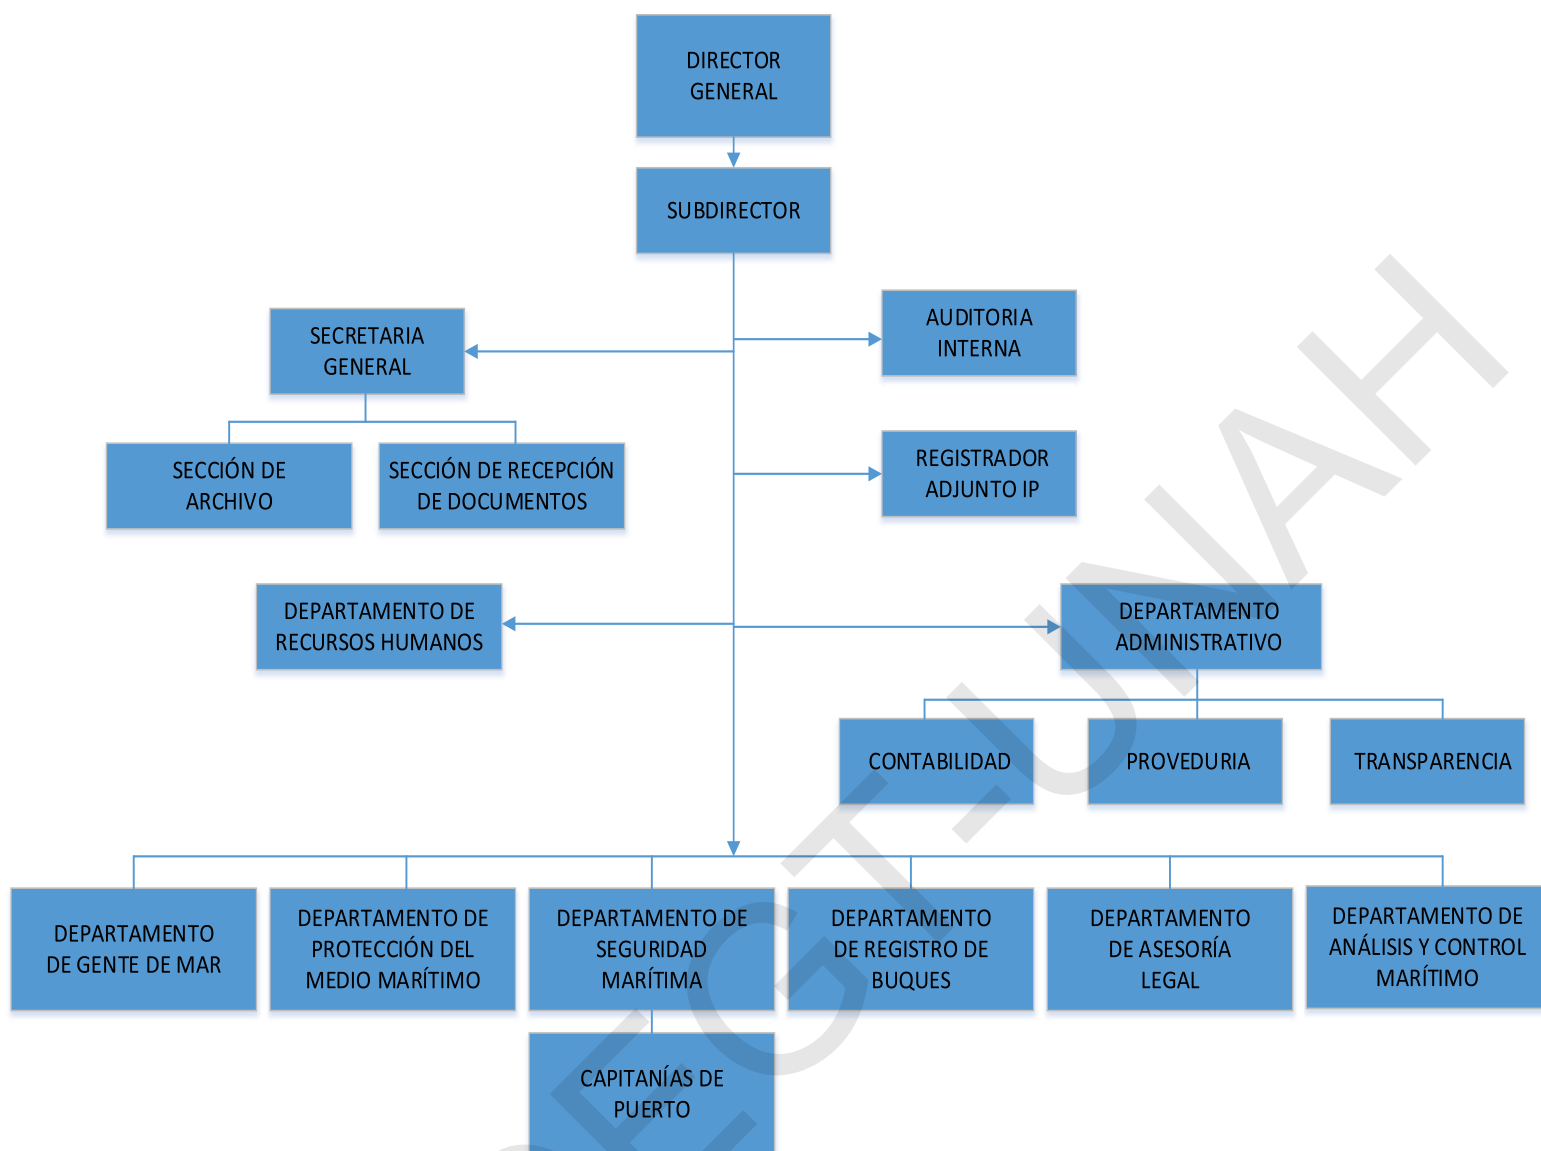 DIRECTOR
GENERAL
SUBDIRECTOR
AUDITORIA
INTERNA
SECRETARIA
GENERAL
REGISTRADOR
ADJUNTO IP
SECCIÓN DE
ARCHIVO
SECCIÓN DE RECEPCIÓN
DE DOCUMENTOS
DEPARTAMENTO DE
RECURSOS HUMANOS
DEPARTAMENTO
ADMINISTRATIVO
CONTABILIDAD
PROVEDURIA
TRANSPARENCIA
DEPARTAMENTO
DE GENTE DE MAR
DEPARTAMENTO DE
PROTECCIÓN DEL
MEDIO MARÍTIMO
DEPARTAMENTO DE
SEGURIDAD
MARÍTIMA
DEPARTAMENTO
DE REGISTRO DE
BUQUES
DEPARTAMENTO
DE ASESORÍA
LEGAL
DEPARTAMENTO DE
ANÁLISIS Y CONTROL
MARÍTIMO
CAPITANÍAS DE
PUERTO